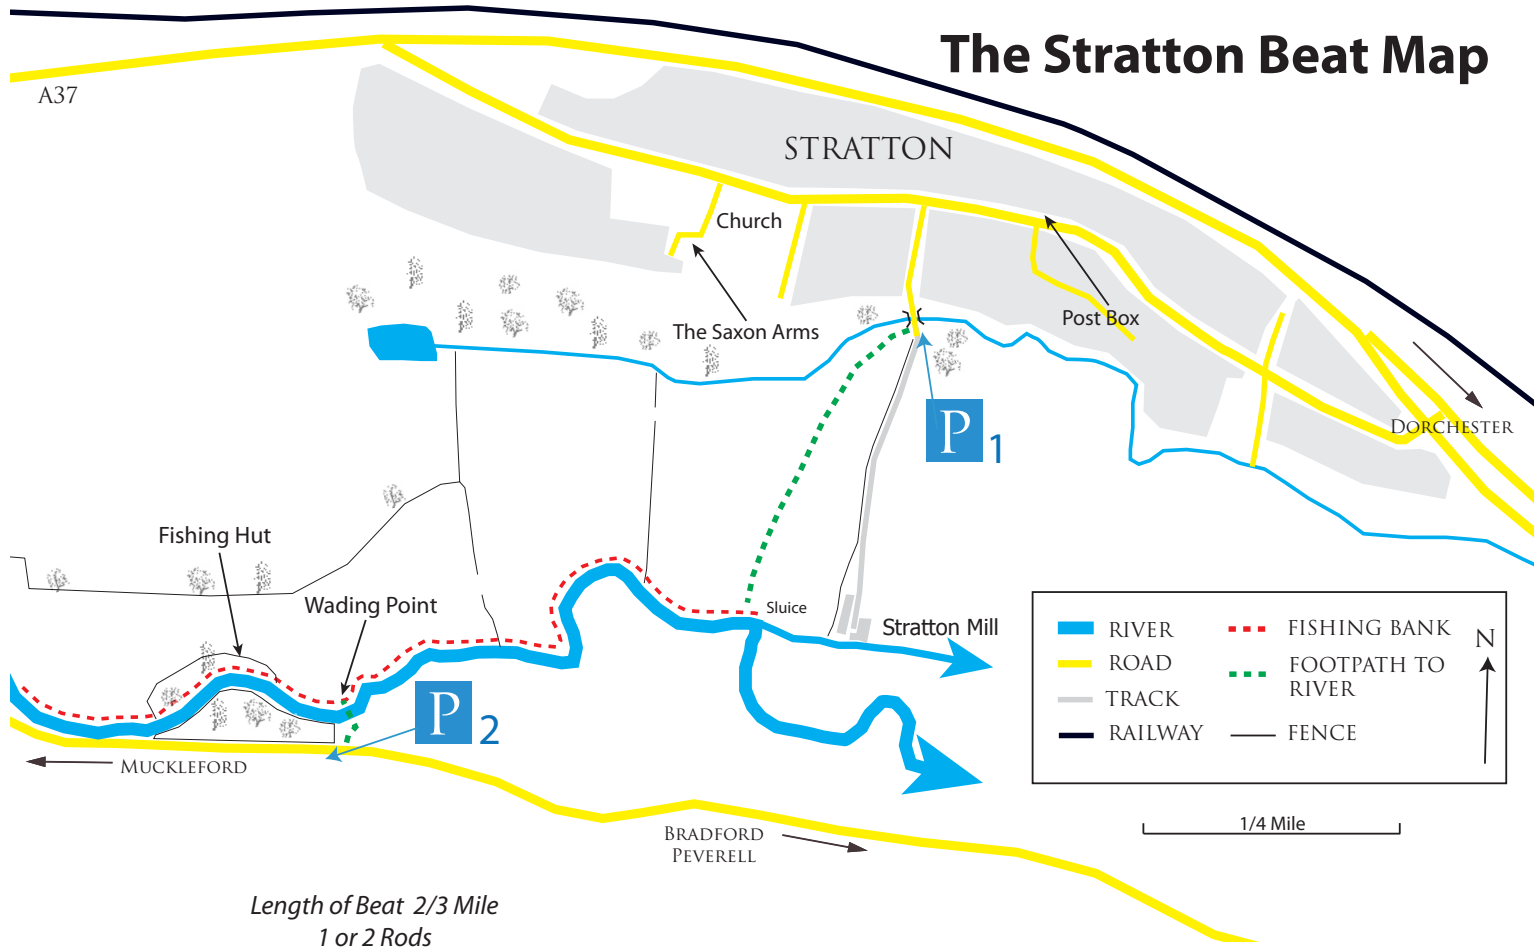 The Stratton Beat Map
A37
STRATTON
Church
The Saxon Arms
Post Box
DORCHESTER
P 1
Fishing Hut
Wading Point
Sluice
Stratton Mill
P 2
MUCKLEFORD
BRADFORD
PEVERELL
RIVER
ROAD
TRACK
RAILWAY
FISHING BANK
FOOTPATH TO
RIVER
FENCE
N
1/4 Mile
Length of Beat 2/3 Mile
1 or 2 Rods